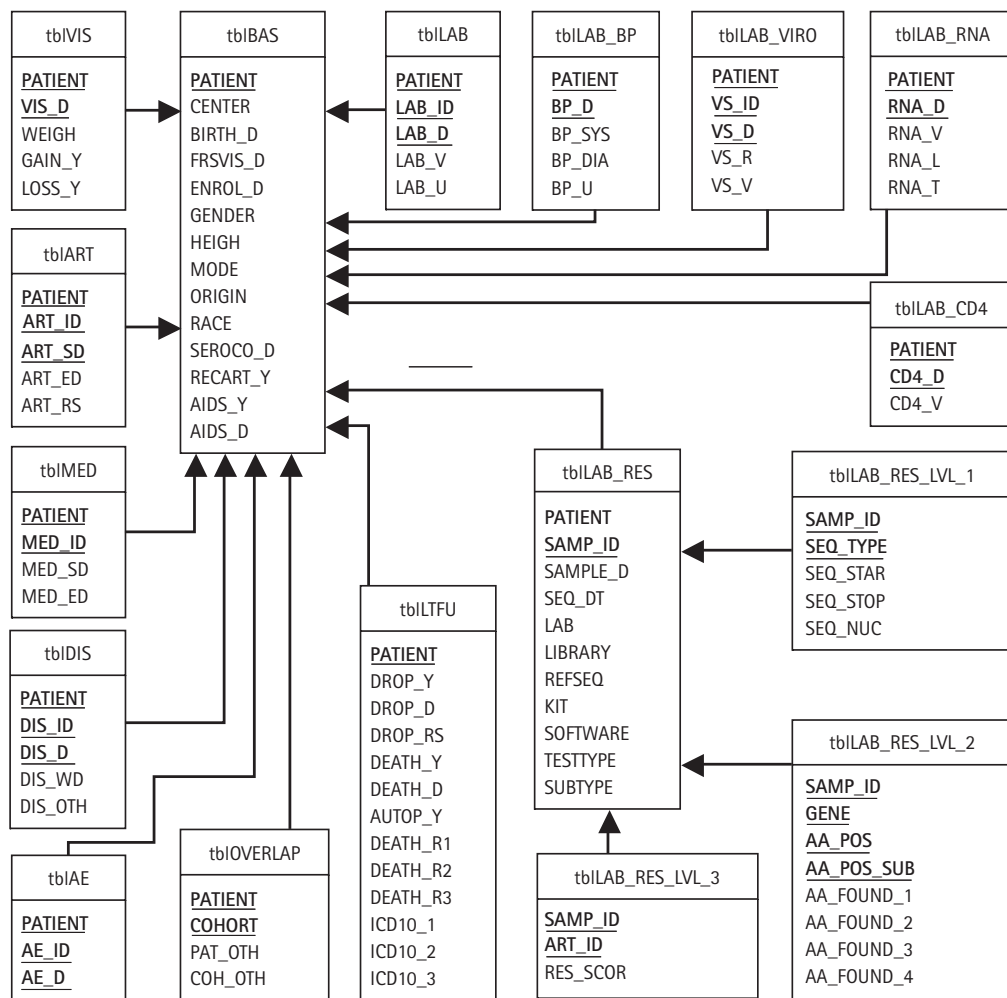 tblVIS
PATIENT
VIS_D
WEIGH
GAIN_Y
LOSS_Y
tblBAS
PATIENT
CENTER
BIRTH_D
FRSVIS_D
ENROL_D
GENDER
HEIGH
MODE
ORIGIN
RACE
SEROCO_D
RECART_Y
AIDS_Y
AIDS_D
tblLAB
PATIENT
LAB_ID
LAB_D
LAB_V
LAB_U
tblLAB_BP
PATIENT
BP_D
BP_SYS
BP_DIA
BP_U
tblLAB_VIRO
PATIENT
VS_ID
VS_D
VS_R
VS_V
tblLAB_RNA
PATIENT
RNA_D
RNA_V
RNA_L
RNA_T
tblART
PATIENT
ART_ID
ART_SD
ART_ED
ART_RS
tblLAB_CD4
PATIENT
CD4_D
CD4_V
tblMED
PATIENT
MED_ID
MED_SD
MED_ED
tblLAB_RES
PATIENT
SAMP_ID
SAMPLE_D
SEQ_DT
LAB
LIBRARY
REFSEQ
KIT
SOFTWARE
TESTTYPE
SUBTYPE
tblLAB_RES_LVL_1
SAMP_ID
SEQ_TYPE
SEQ_STAR
SEQ_STOP
SEQ_NUC
tblDIS
PATIENT
DIS_ID
DIS_D
DIS_WD
DIS_OTH
tblLTFU
PATIENT
DROP_Y
DROP_D
DROP_RS
DEATH_Y
DEATH_D
AUTOP_Y
DEATH_R1
DEATH_R2
DEATH_R3
ICD10_1
ICD10_2
ICD10_3
tblLAB_RES_LVL_2
SAMP_ID
GENE
AA_POS
AA_POS_SUB
AA_FOUND_1
AA_FOUND_2
AA_FOUND_3
AA_FOUND_4
tblAE
PATIENT
AE_ID
AE_D
tblOVERLAP
PATIENT
COHORT
PAT_OTH
COH_OTH
tblLAB_RES_LVL_3
SAMP_ID
ART_ID
RES_SCOR